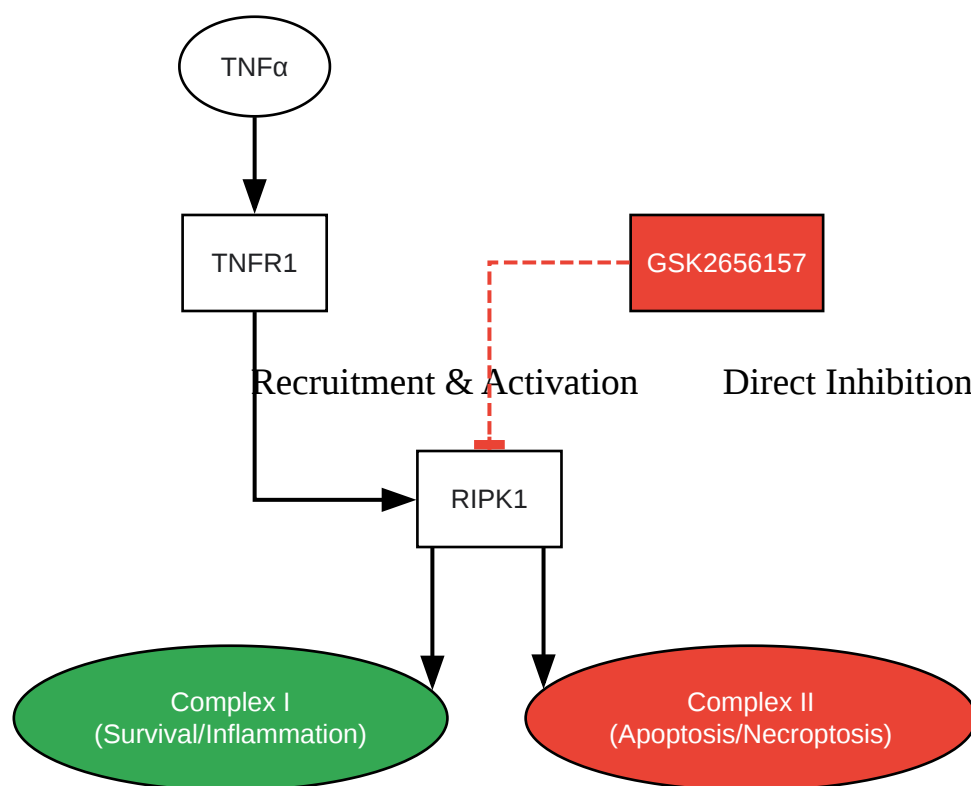 TNFα
TNFR1
GSK2656157
Recruitment & Activation
Direct Inhibition
RIPK1
Complex I
(Survival/Inflammation)
Complex II
(Apoptosis/Necroptosis)